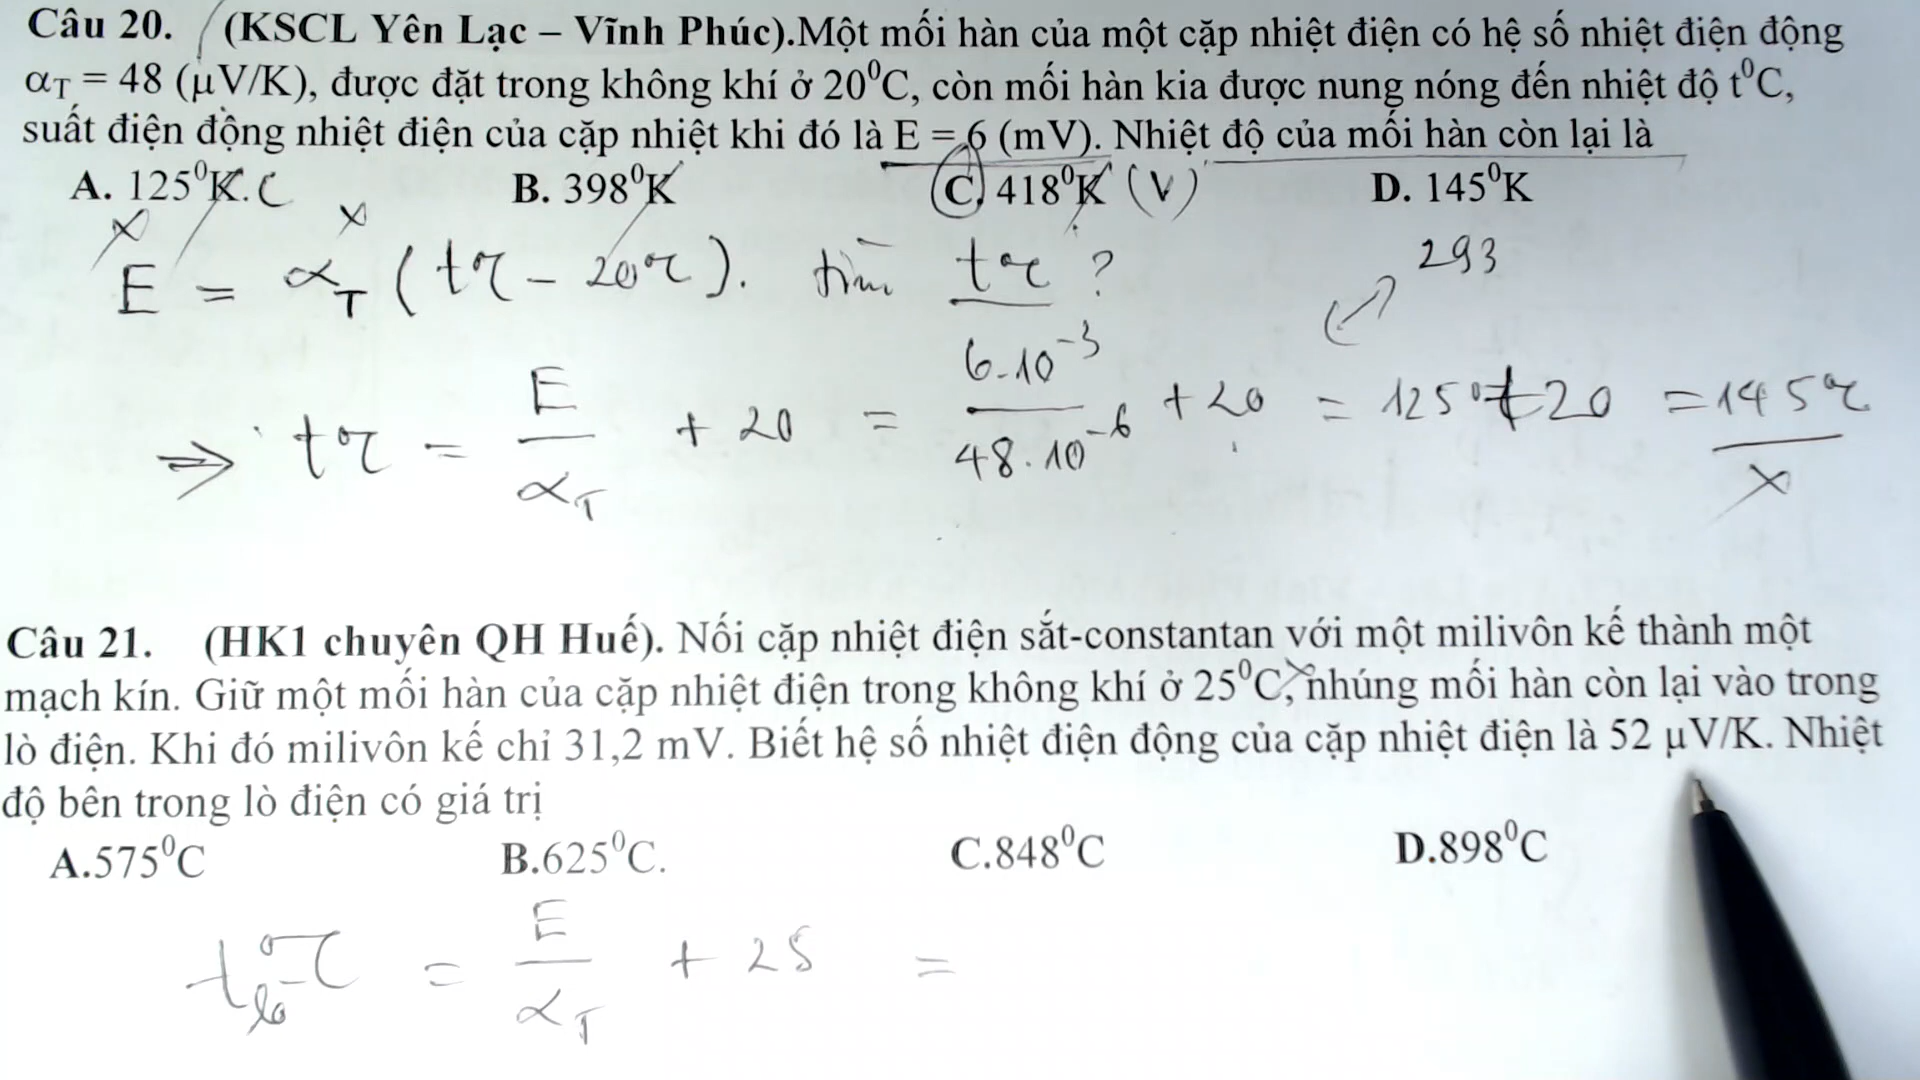 Câu 20. (KSCL Yên Lạc – Vĩnh Phúc).Một mối hàn của một cặp nhiệt điện có hệ số nhiệt điện động
αT = 48 (μV/K), được đặt trong không khí ở 20⁰C, còn mối hàn kia được nung nóng đến nhiệt độ t⁰C,
suất điện động nhiệt điện của cặp nhiệt khi đó là E = 6 (mV). Nhiệt độ của mối hàn còn lại là
A. 125⁰K. C B. 398⁰K C. 418⁰K (V) D. 145⁰K
293
E = αT (t°C - 20°C). tìm t°C ?
⇒ t°C = E/αT + 20 = 6.10⁻³/48.10⁻⁶ + 20 = 125° + 20 = 145°C
Câu 21. (HK1 chuyên QH Huế). Nối cặp nhiệt điện sắt-constantan với một milivôn kế thành một
mạch kín. Giữ một mối hàn của cặp nhiệt điện trong không khí ở 25⁰C, nhúng mối hàn còn lại vào trong
lò điện. Khi đó milivôn kế chỉ 31,2 mV. Biết hệ số nhiệt điện động của cặp nhiệt điện là 52 μV/K. Nhiệt
độ bên trong lò điện có giá trị
A.575⁰C B.625⁰C. C.848⁰C D.898⁰C
t°lò C = E/αT + 25 =